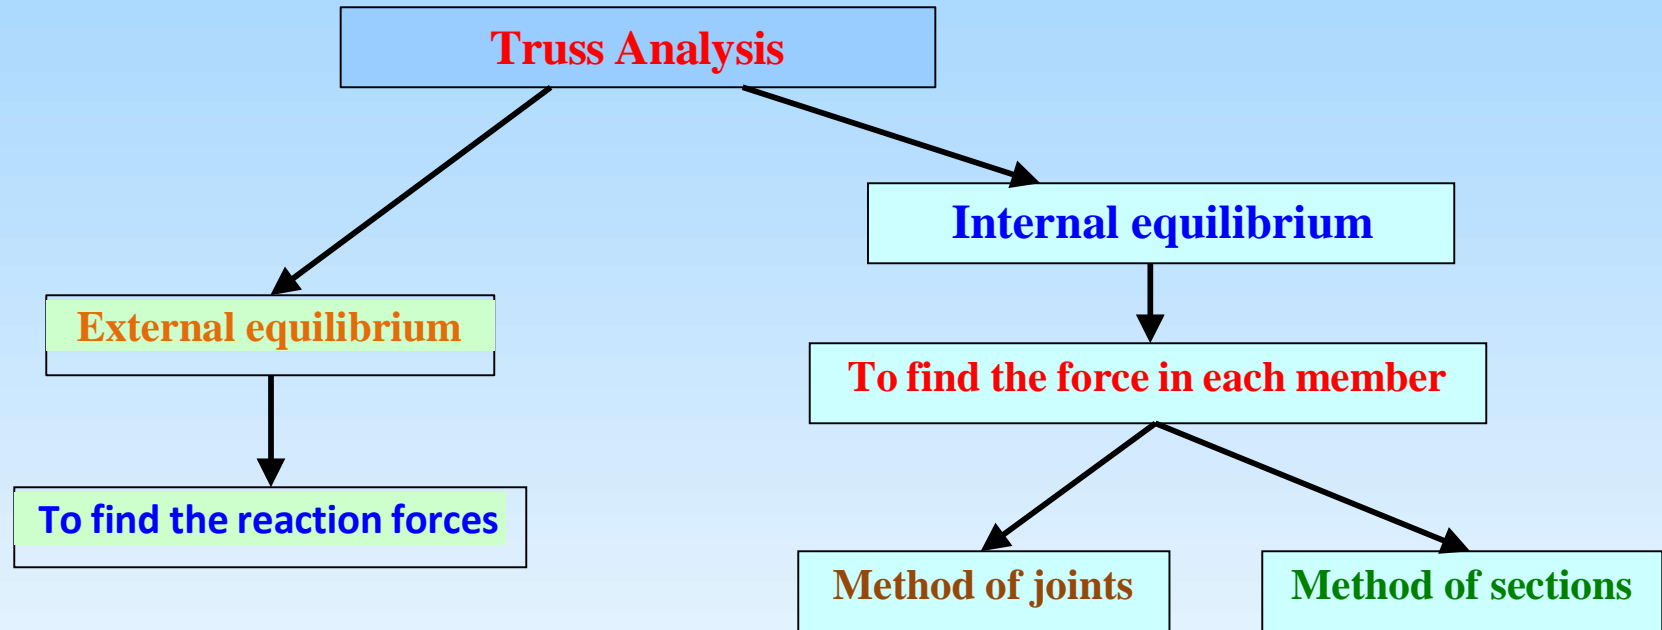 Truss Analysis
Internal equilibrium
External equilibrium
To find the force in each member
To find the reaction forces
Method of joints
Method of sections